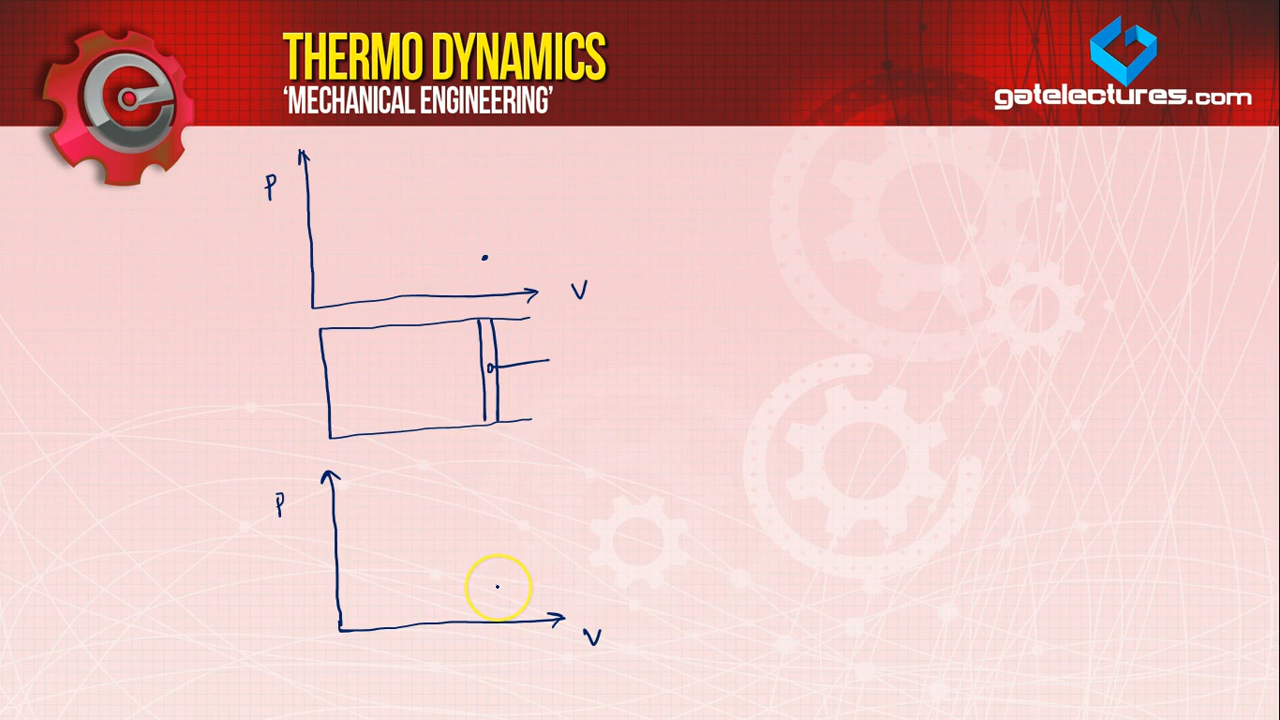 THERMO DYNAMICS
'MECHANICAL ENGINEERING'
gatelectures.com
P
V
P
V